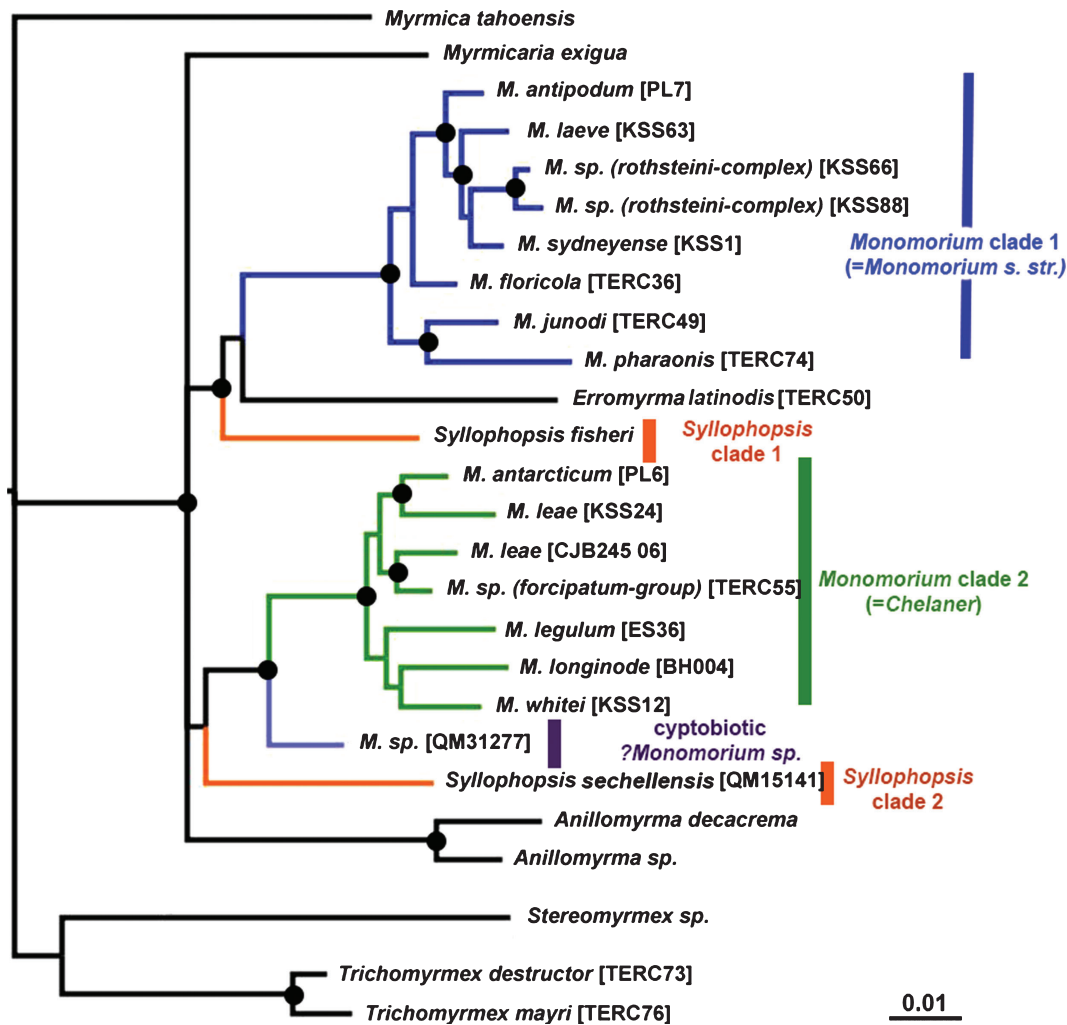 Myrmica tahoensis
Myrmicaria exigua
M. antipodum [PL7]
M. laeve [KSS63]
M. sp. (rothsteini-complex) [KSS66]
M. sp. (rothsteini-complex) [KSS88]
M. sydneyense [KSS1]
Monomorium clade 1
(=Monomorium s. str.)
M. floricola [TERC36]
M. junodi [TERC49]
M. pharaonis [TERC74]
Erromyrma latinodis [TERC50]
Syllophopsis fisheri
Syllophopsis
clade 1
M. antarcticum [PL6]
M. leae [KSS24]
M. leae [CJB245 06]
M. sp. (forcipatum-group) [TERC55]
Monomorium clade 2
(=Chelaner)
M. legulum [ES36]
M. longinode [BH004]
M. whitei [KSS12]
M. sp. [QM31277]
cyptobiotic
?Monomorium sp.
Syllophopsis sechellensis [QM15141]
Syllophopsis
clade 2
Anillomyrma decacrema
Anillomyrma sp.
Stereomyrmex sp.
Trichomyrmex destructor [TERC73]
Trichomyrmex mayri [TERC76]
0.01